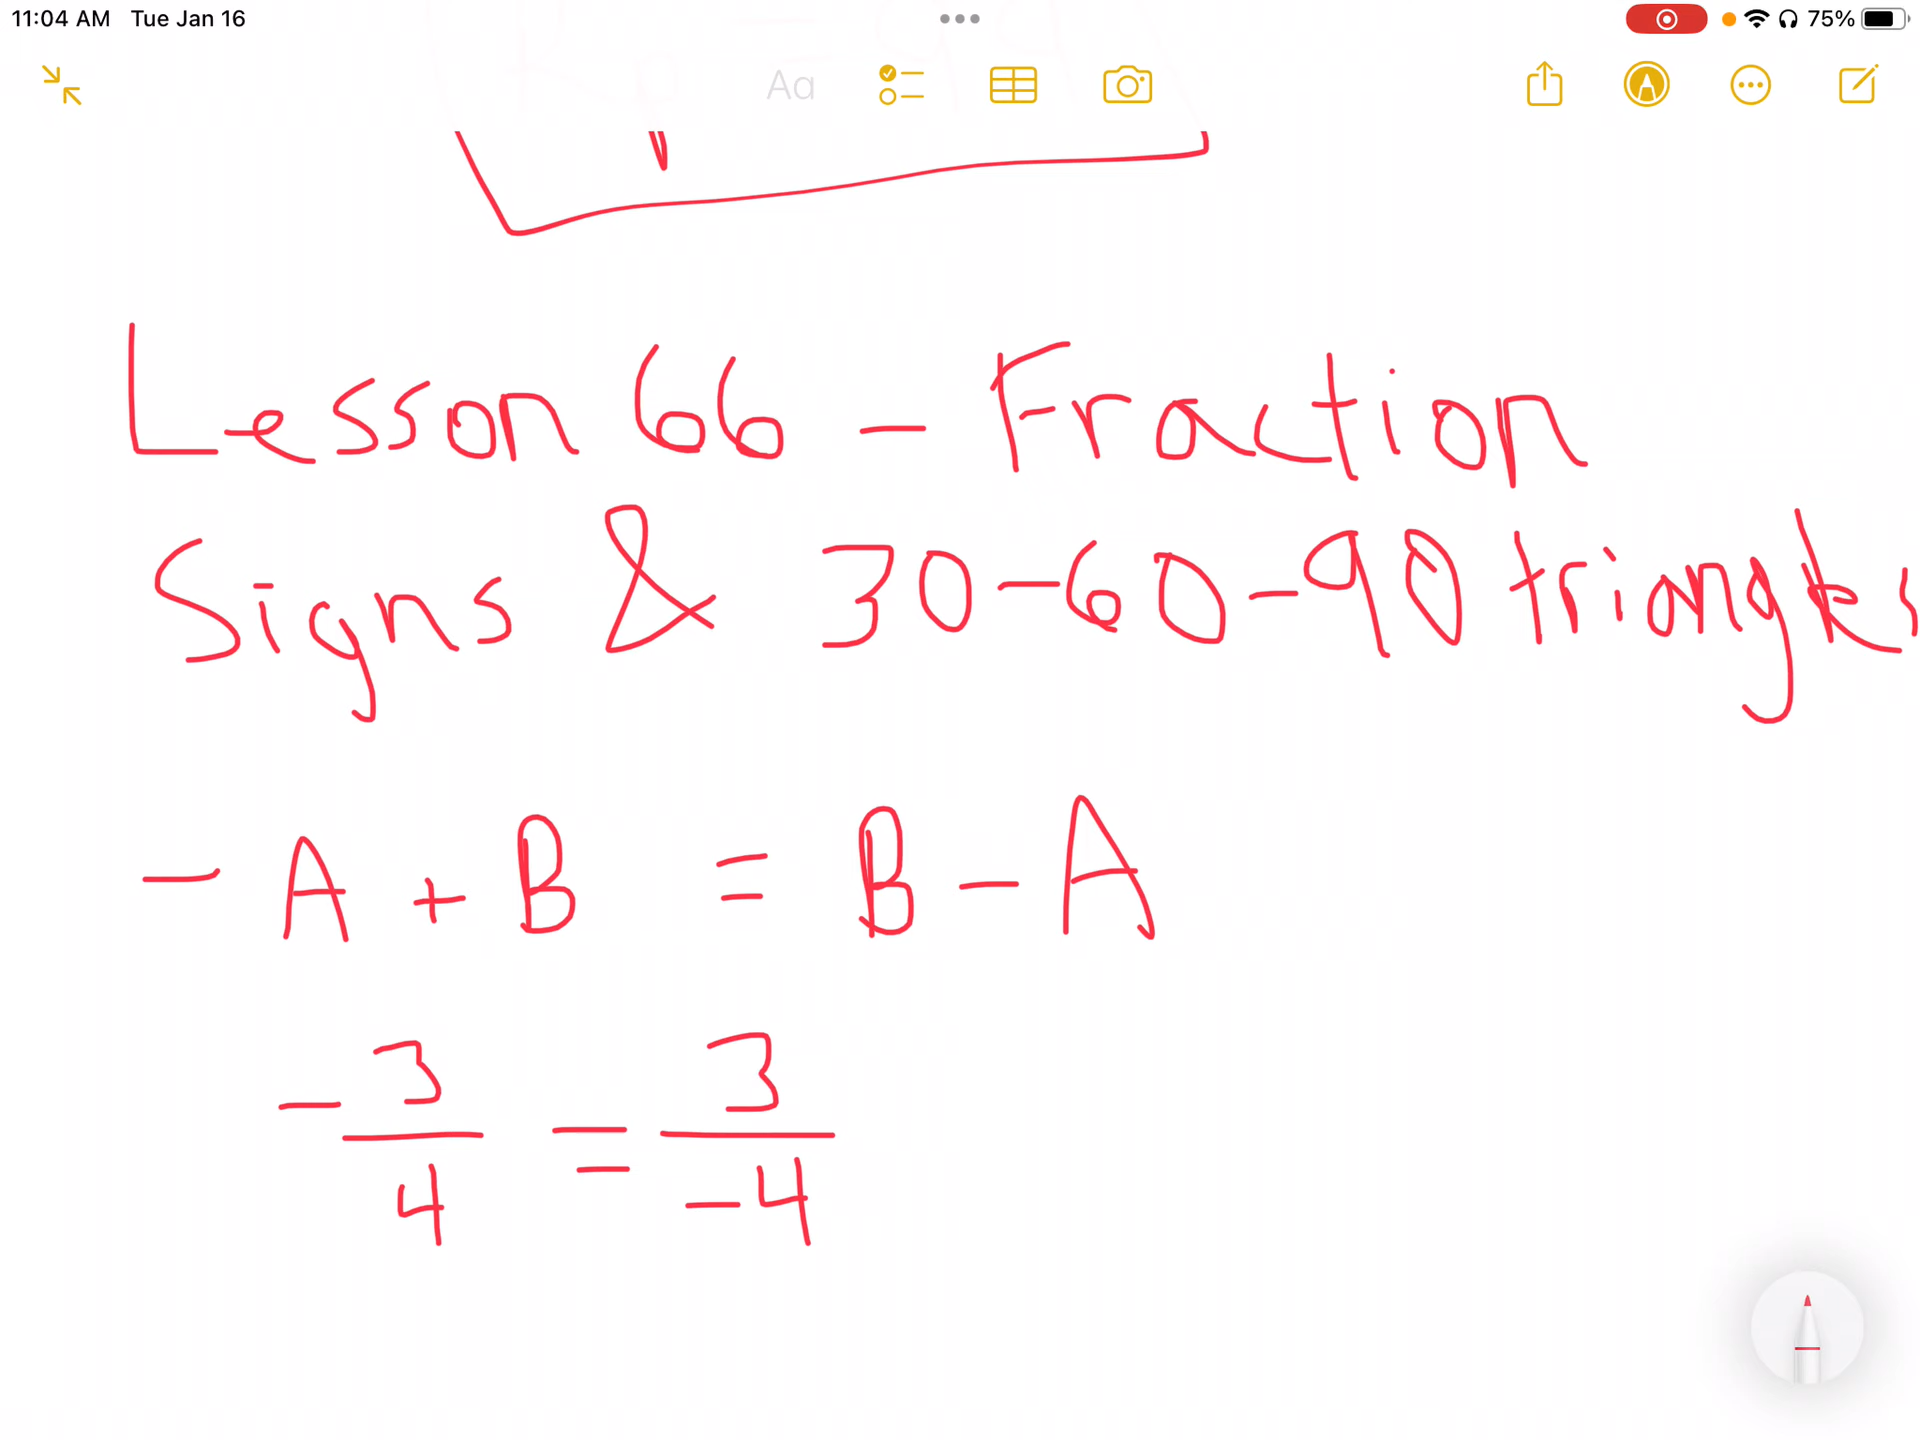 11:04 AM Tue Jan 16 75%
Aa
Lesson 66 - Fraction
Signs & 30-60-90 triangles
- A + B = B - A
- 3/4 = 3/-4